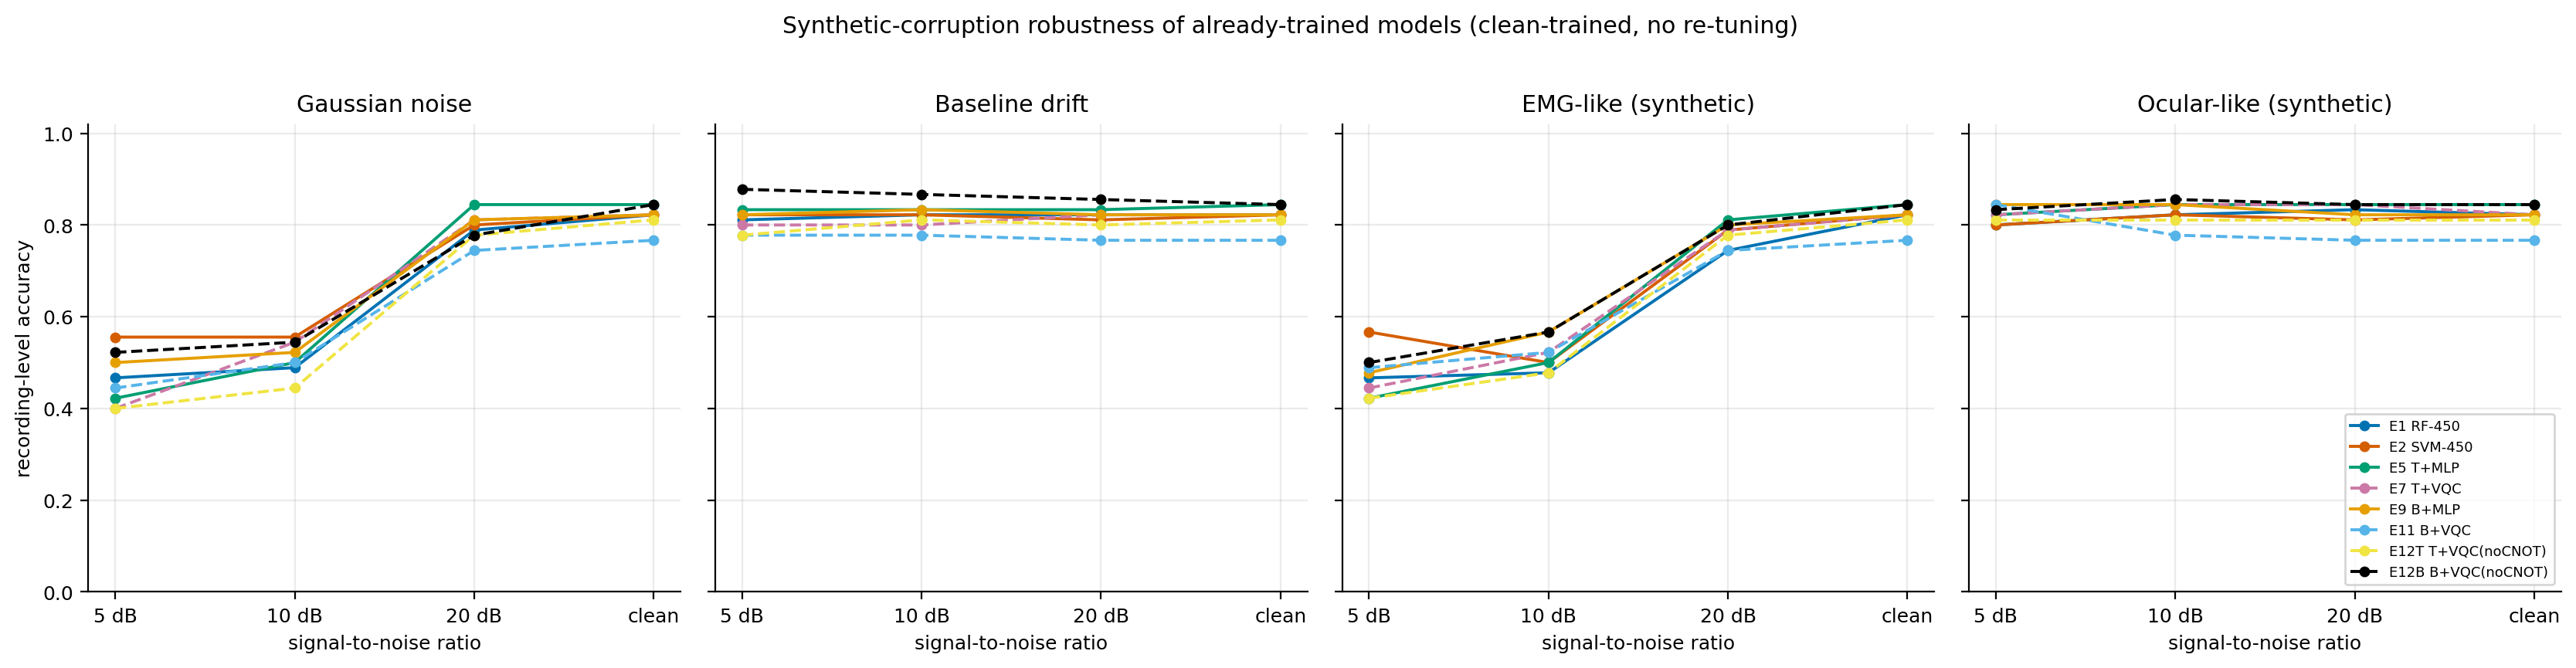 Synthetic-corruption robustness of already-trained models (clean-trained, no re-tuning)
Gaussian noise
Baseline drift
EMG-like (synthetic)
Ocular-like (synthetic)
recording-level accuracy
1.0
0.8
0.6
0.4
0.2
0.0
5 dB 10 dB 20 dB clean
signal-to-noise ratio
5 dB 10 dB 20 dB clean
signal-to-noise ratio
5 dB 10 dB 20 dB clean
signal-to-noise ratio
E1 RF-450
E2 SVM-450
E5 T+MLP
E7 T+VQC
E9 B+MLP
E11 B+VQC
E12T T+VQC(noCNOT)
E12B B+VQC(noCNOT)
5 dB 10 dB 20 dB clean
signal-to-noise ratio